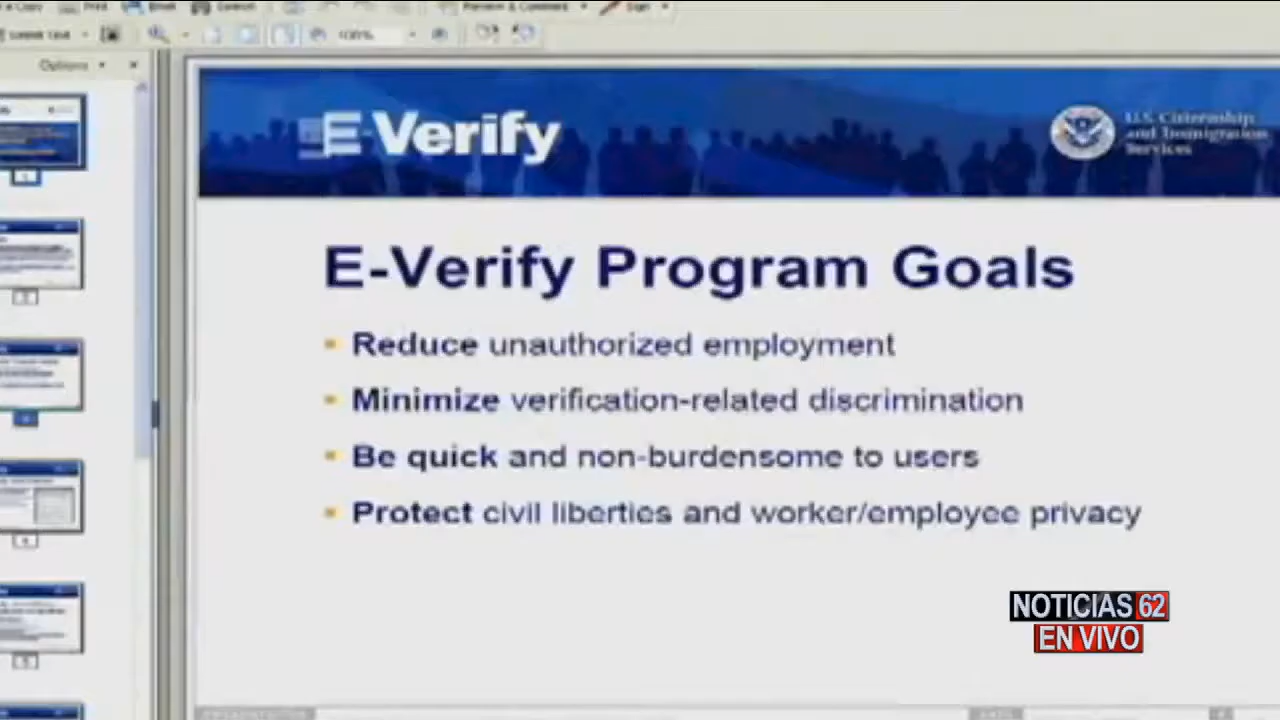 Options
E-Verify
U.S. Citizenship
and Immigration
Services
E-Verify Program Goals
Reduce unauthorized employment
Minimize verification-related discrimination
Be quick and non-burdensome to users
Protect civil liberties and worker/employee privacy
NOTICIAS 62
EN VIVO